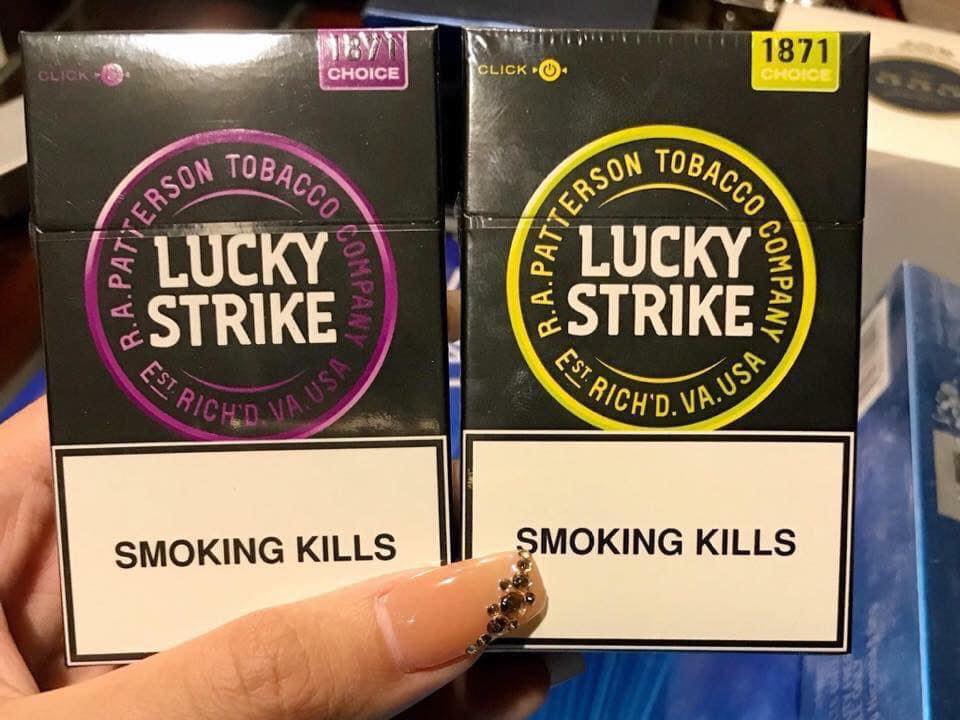 CLICK
1871
CHOICE
R.A.PATTERSON TOBACCO COMPANY
LUCKY
STRIKE
EST. RICH'D. VA. USA
SMOKING KILLS
CLICK
1871
CHOICE
R.A.PATTERSON TOBACCO COMPANY
LUCKY
STRIKE
EST. RICH'D. VA. USA
SMOKING KILLS